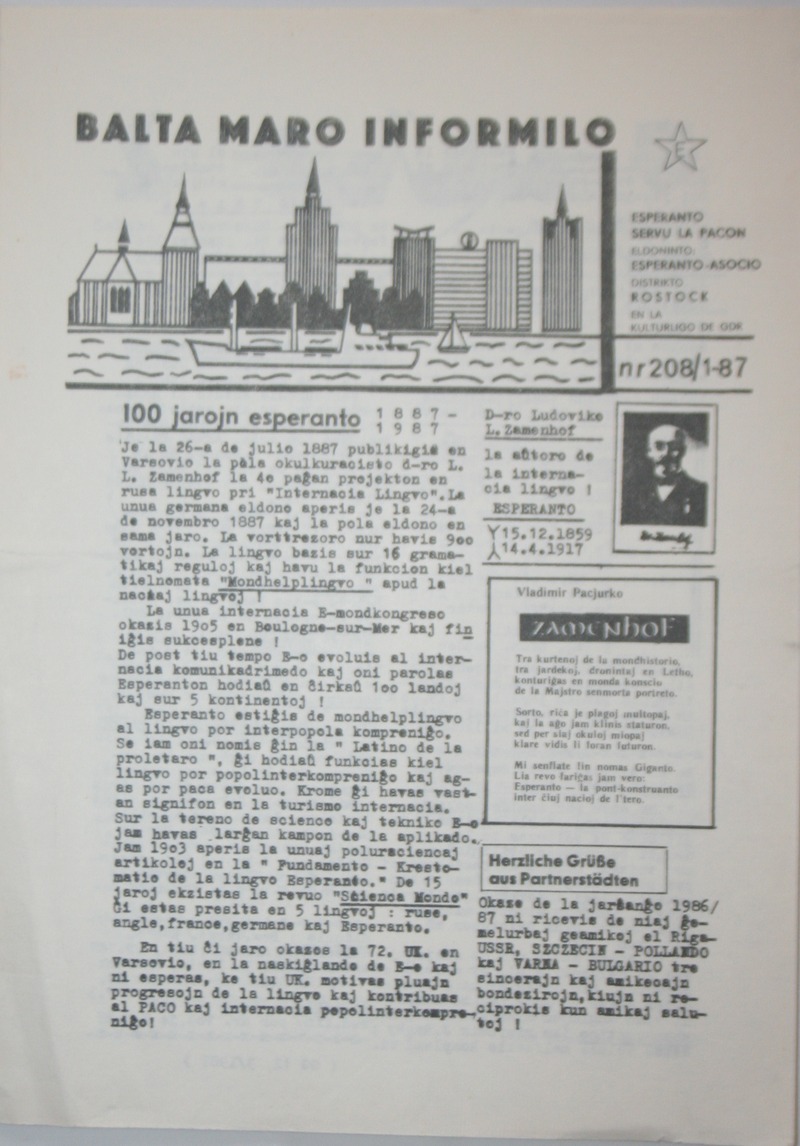 BALTA MARO INFORMILO
E
ESPERANTO
SERVU LA PACON
ELDONINTO:
ESPERANTO-ASOCIO
DISTRIKTO
ROSTOCK
EN LA
KULTURLIGO DE GDR
nr 208/1-87
100 jarojn esperanto 1887-
1987
Je la 26-a de julio 1887 publikigis en
Varsovio la pola okulkuracisto d-ro L.
L. Zamenhof la 4o paĝan projekton en
rusa lingvo pri "Internacia Lingvo".La
unua germana eldono aperis je la 24-a
de novembro 1887 kaj la pola eldono en
sama jaro. La vorttrezoro nur havis 9oo
vortojn. La lingvo bazis sur 16 grama-
tikaj reguloj kaj havu la funkcion kiel
tielnomata "Mondhelplingvo " apud la
naciaj lingvoj !
La unua internacia E-mondkongreso
okazis 19o5 en Boulogne-sur-Mer kaj fin
iĝis sukcesplene !
De post tiu tempo E-o evoluis al inter-
nacia komunikadrimedo kaj oni parolas
Esperanton hodiaŭ en ĉirkaŭ 1oo landoj
kaj sur 5 kontinentoj !
Esperanto estiĝis de mondhelplingvo
al lingvo por interpopola kompreniĝo.
Se iam oni nomis ĝin la " Latino de la
proletaro ", ĝi hodiaŭ funkcias kiel
lingvo por popolinterkompreniĝo kaj ag-
as por paca evoluo. Krome ĝi havas vast-
an signifon en la turismo internacia.
Sur la tereno de science kaj tekniko E-o
jam havas larĝan kampon de la aplikado.
Jam 19o3 aperis la unuaj poluraciencaj
artikoloj en la " Fundamento - Kresto-
matio de la lingvo Esperanto." De 15
jaroj ekzistas la revuo "Scienca Mondo"
Ĝi estas presita en 5 lingvoj : ruse,
angle,france,germane kaj Esperanto.
En tiu ĉi jaro okazos la 72. UK. en
Varsovio, en la naskiĝlande de E-o kaj
ni esperas, ke tiu UK. motivas pluajn
progresojn de la lingvo kaj kontribuas
al PACO kaj internacia popolinterkompre-
niĝo!
D-ro Ludoviko
L. Zamenhof
la aŭtoro de
la interna-
cia lingvo !
ESPERANTO
15.12.1859
14.4.1917
Vladimir Pacjurko
ZAMENHOF
Tra kurtenoj de la mondhistorio,
tra jardekoj, dronintaj en Letho,
konturiĝas en monda konscio
de la Majstro senmorta portreto.
Sorto, riĉa je plagoj multopaj,
kaj la aĝo jam klinis staturon,
sed per siaj okuloj miopaj
klare vidis li foran futuron.
Mi senflate lin nomas Giganto.
Lia revo fariĝas jam vero:
Esperanto — la pont-konstruanto
inter ĉiuj nacioj de l'tero.
Herzliche Grüße
aus Partnerstädten
Okaze de la jarŝanĝo 1986/
87 ni ricevis de niaj ĝe-
melurbaj geamikoj el Riga-
USSR, SZCZECIN - POLLANDO
kaj VARNA - BULGARIO tre
sincerajn kaj amikecajn
bondezirojn,kiujn ni re-
ciprokis kun amikaj salu-
toj !